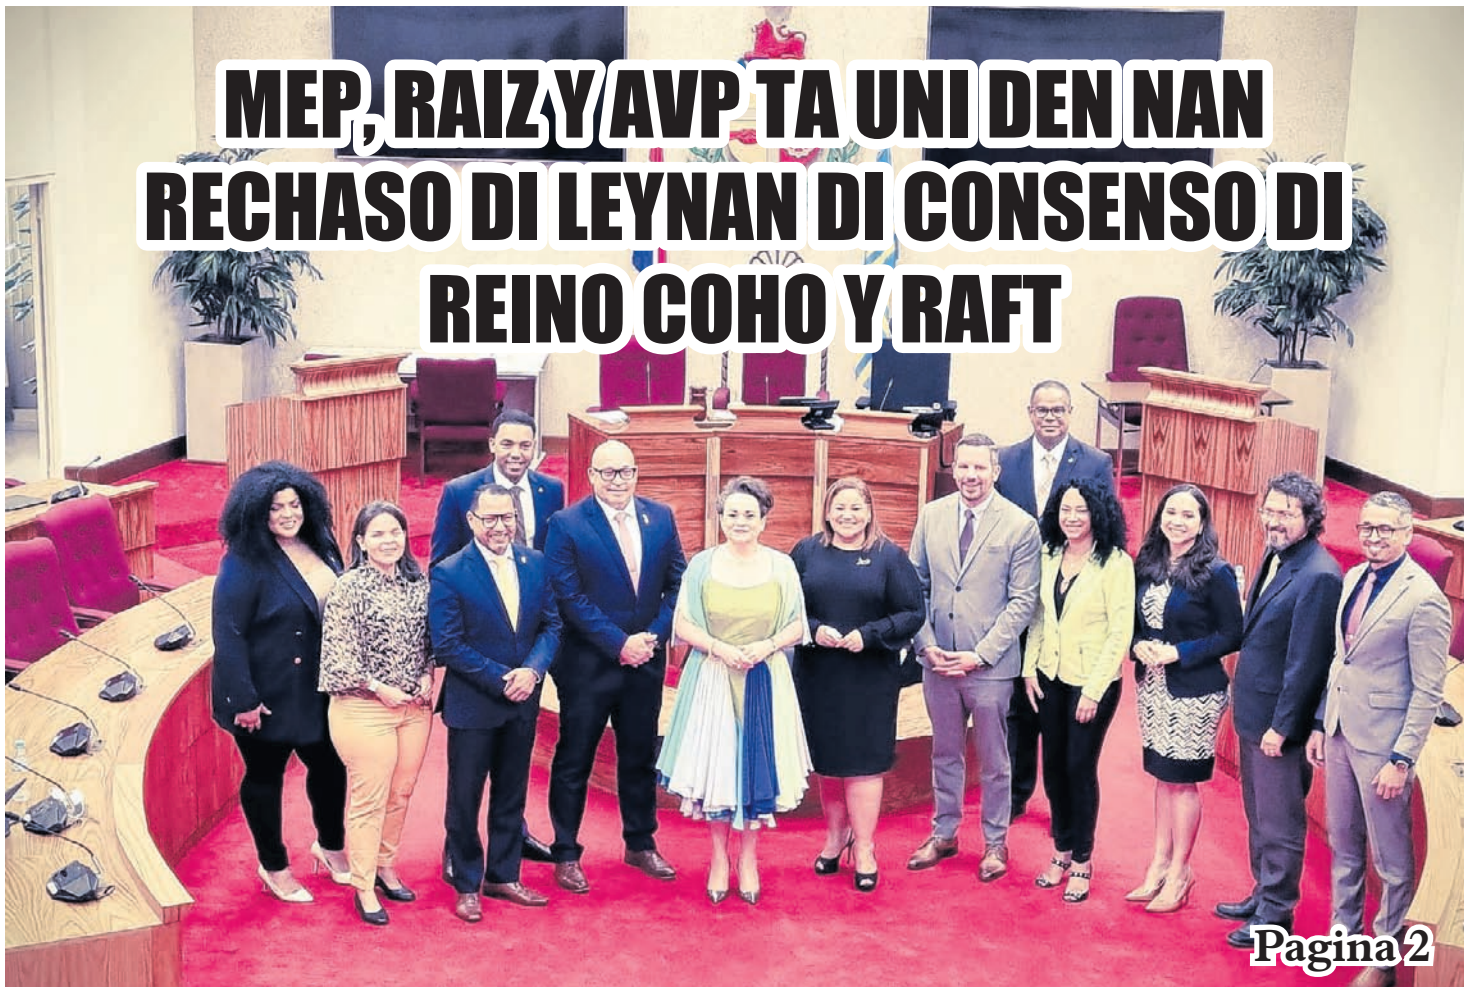 MEP, RAIZ Y AVP TA UNI DEN NAN
RECHASO DI LEYNAN DI CONSENSO DI
REINO COHO Y RAFT
Pagina 2